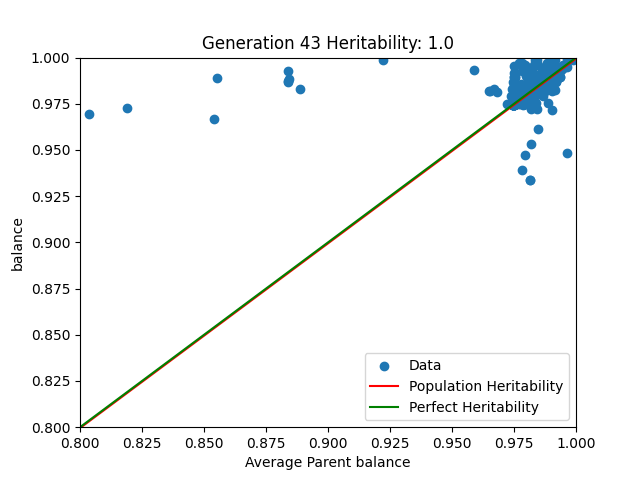 Generation 43 Heritability: 1.0
1.000
0.975
0.950
0.925
0.900
0.875
0.850
0.825
0.800
balance
0.800 0.825 0.850 0.875 0.900 0.925 0.950 0.975 1.000
Average Parent balance
Data
Population Heritability
Perfect Heritability